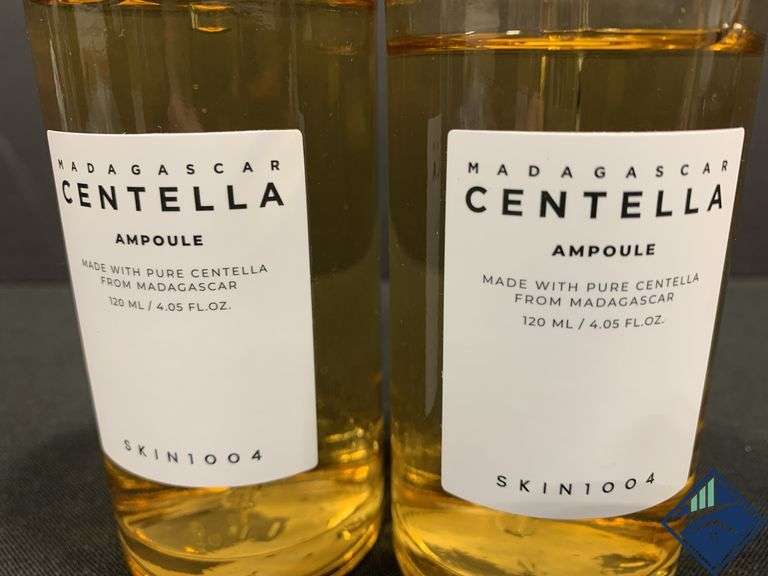 MADAGASCAR
CENTELLA
AMPOULE
MADE WITH PURE CENTELLA
FROM MADAGASCAR
120 ML / 4.05 FL.OZ.
SKIN1004
MADAGASCAR
CENTELLA
AMPOULE
MADE WITH PURE CENTELLA
FROM MADAGASCAR
120 ML / 4.05 FL.OZ.
SKIN1004